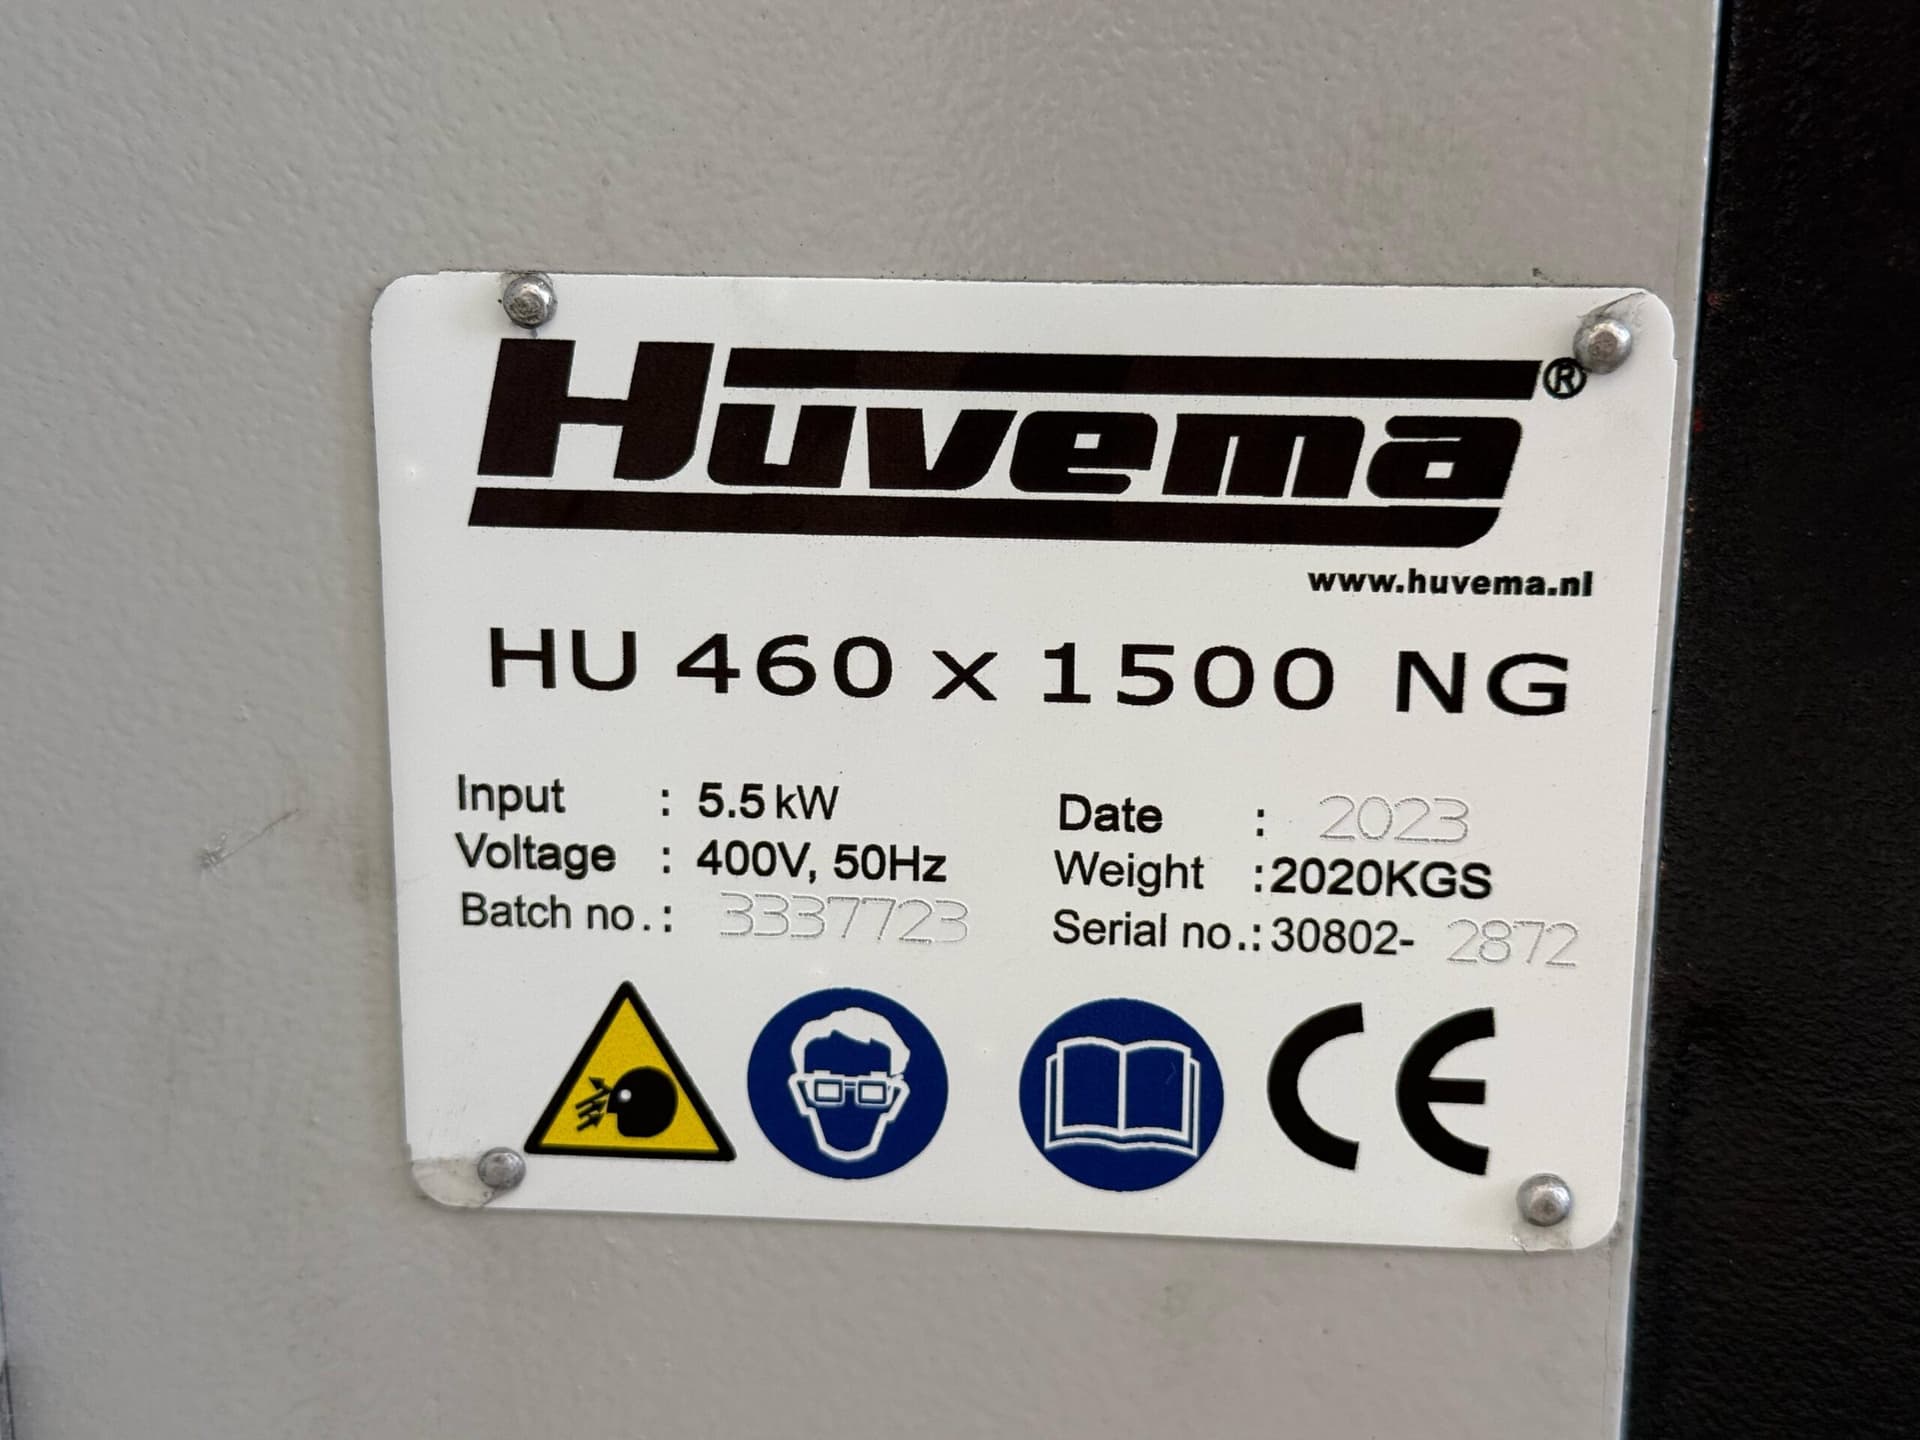 Huvema®
www.huvema.nl
HU 460 x 1500 NG
Input : 5.5 kW Date : 2023
Voltage : 400V, 50Hz Weight :2020KGS
Batch no.: 3337723 Serial no.:30802- 2872
CE